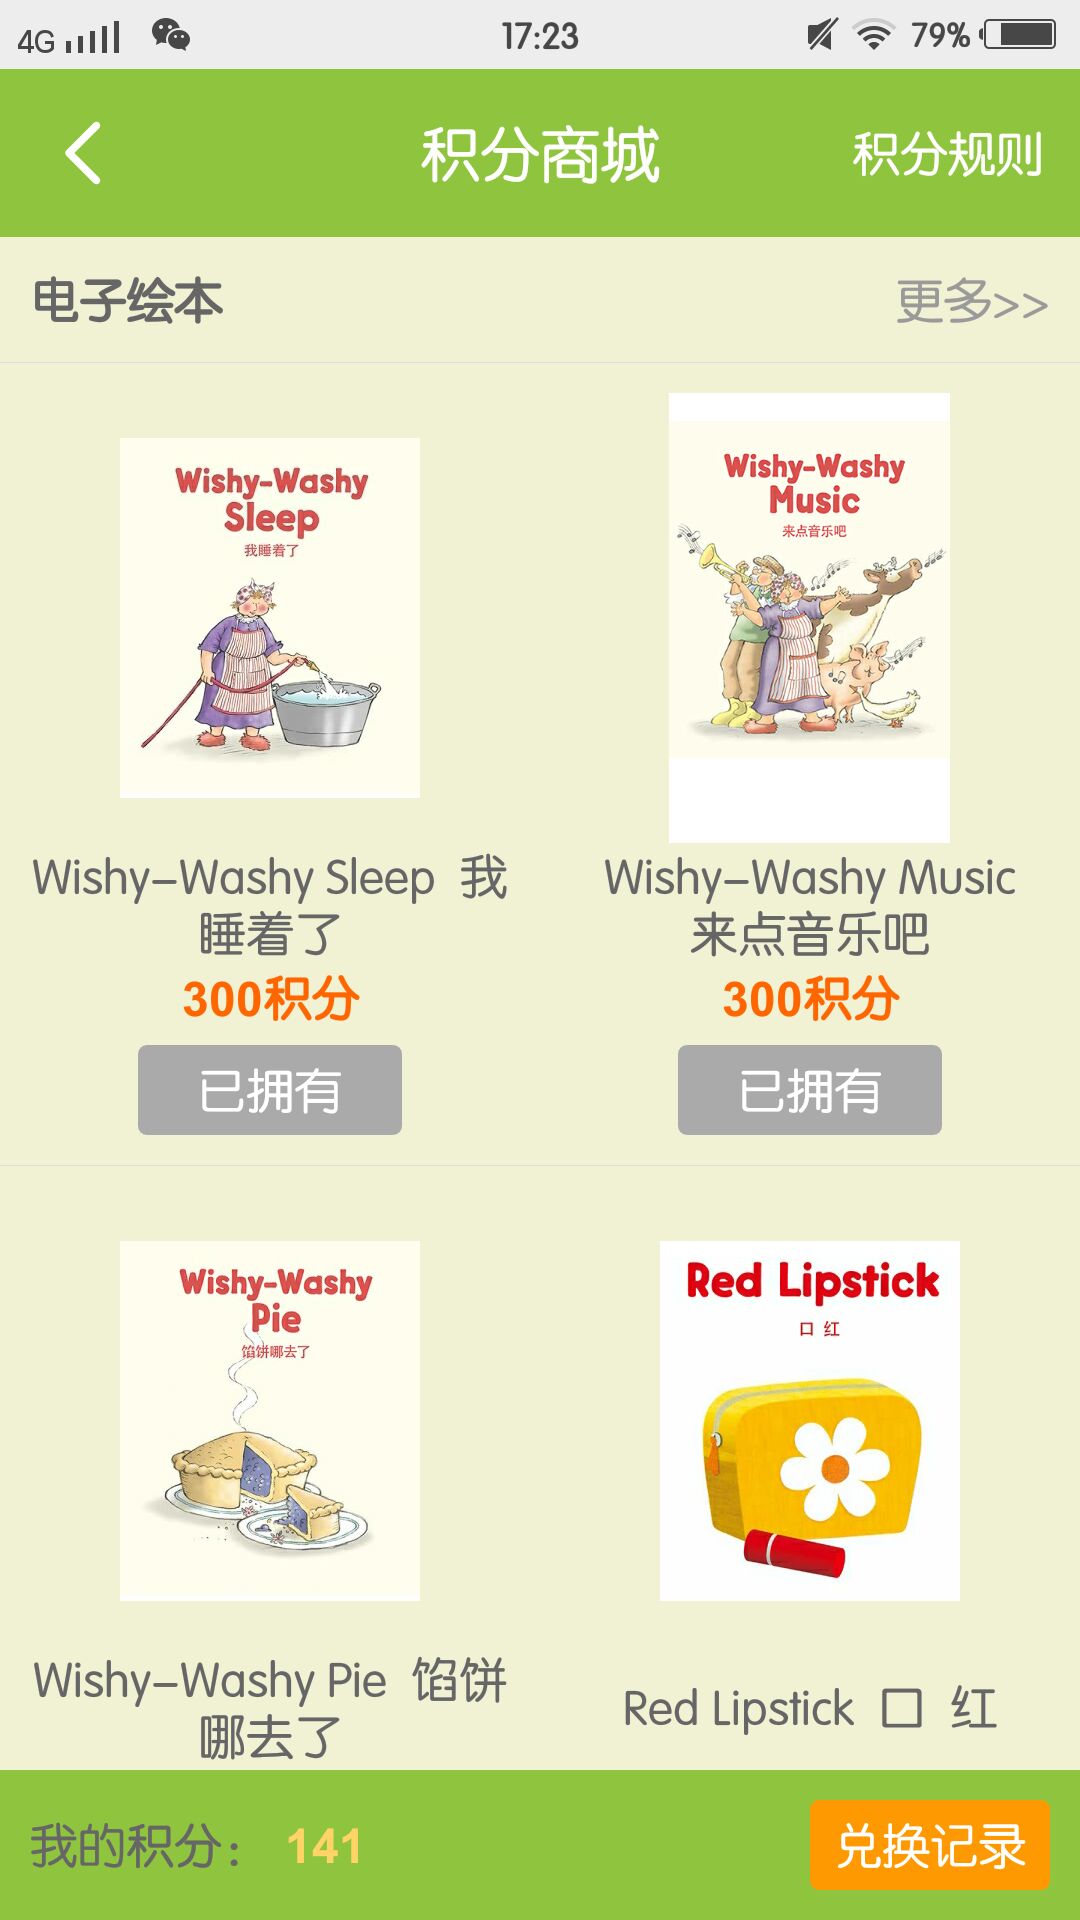 4G 17:23 79%
积分商城 积分规则
电子绘本 更多>>
Wishy-Washy
Sleep
我睡着了
Wishy-Washy
Music
来点音乐吧
Wishy-Washy Sleep 我
睡着了
300积分
已拥有
Wishy-Washy Music
来点音乐吧
300积分
已拥有
Wishy-Washy
Pie
馅饼哪去了
Red Lipstick
口 红
Wishy-Washy Pie 馅饼
哪去了
Red Lipstick 口 红
我的积分： 141 兑换记录